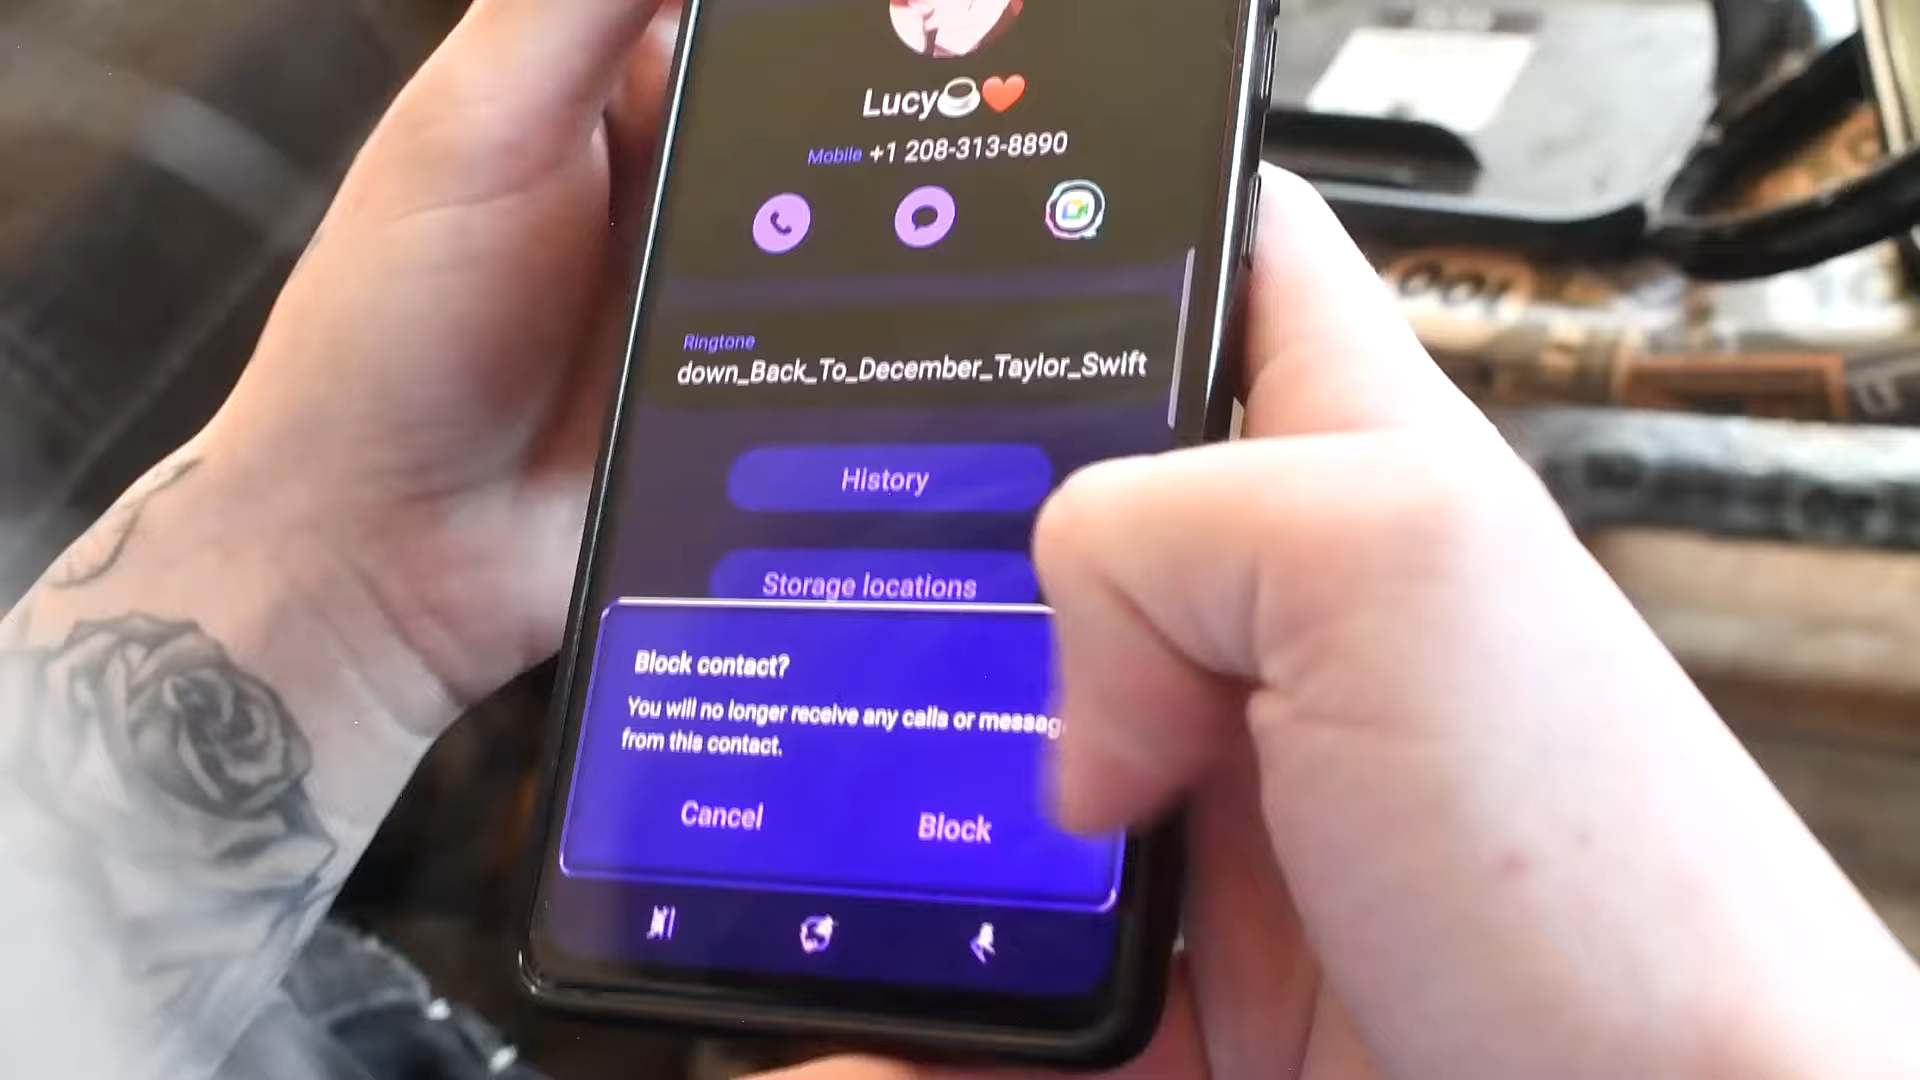 Lucy☕❤️
Mobile +1 208-313-8890
Ringtone
down_Back_To_December_Taylor_Swift
History
Storage locations
Block contact?
You will no longer receive any calls or messag
from this contact.
Cancel
Block